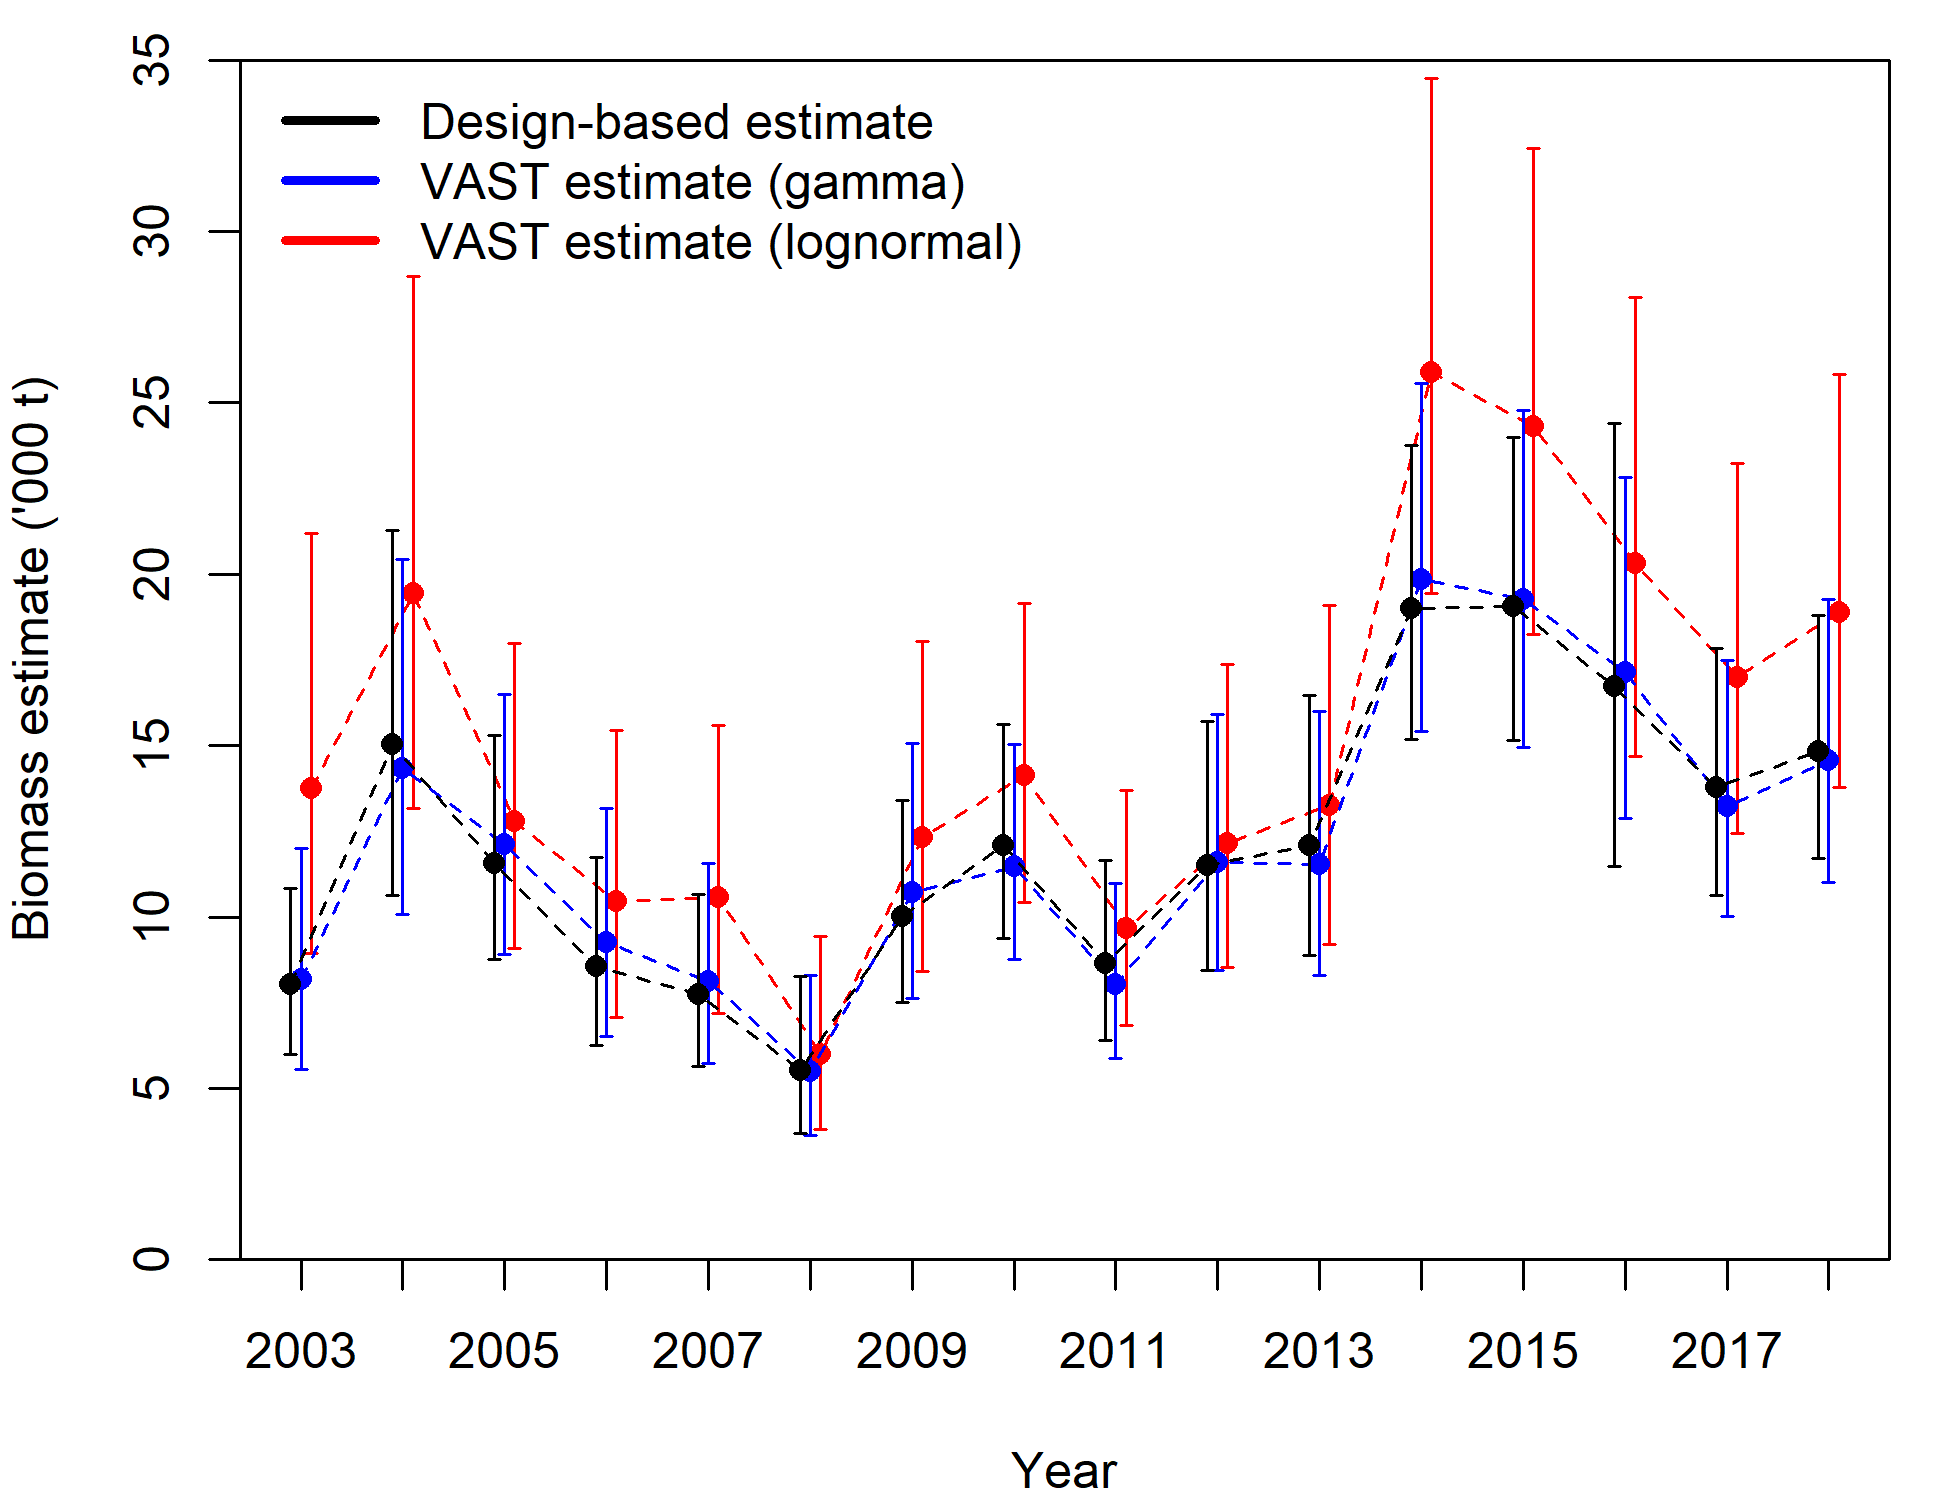 Design-based estimate
VAST estimate (gamma)
VAST estimate (lognormal)
Biomass estimate ('000 t)
35
30
25
20
15
10
5
0
2003 2005 2007 2009 2011 2013 2015 2017
Year